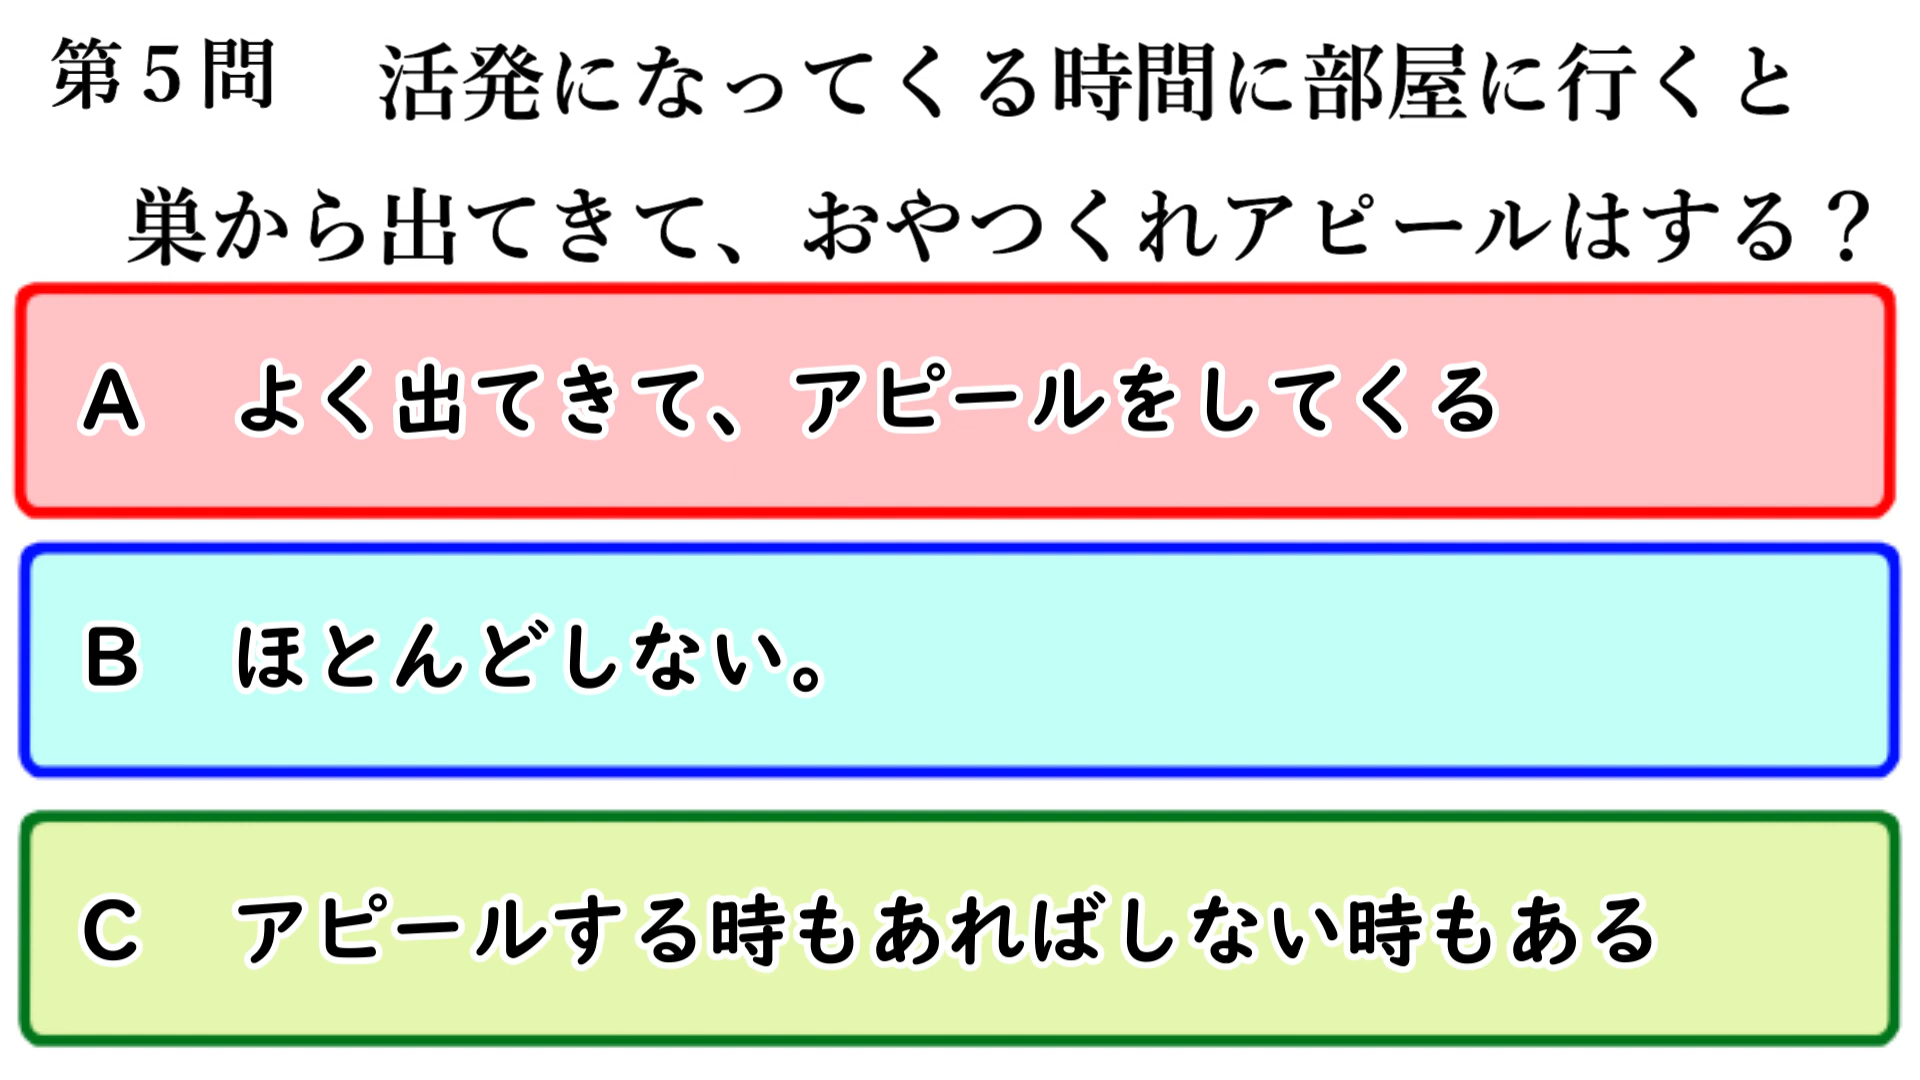 第５問　活発になってくる時間に部屋に行くと
巣から出てきて、おやつくれアピールはする？
A　よく出てきて、アピールをしてくる
B　ほとんどしない。
C　アピールする時もあればしない時もある